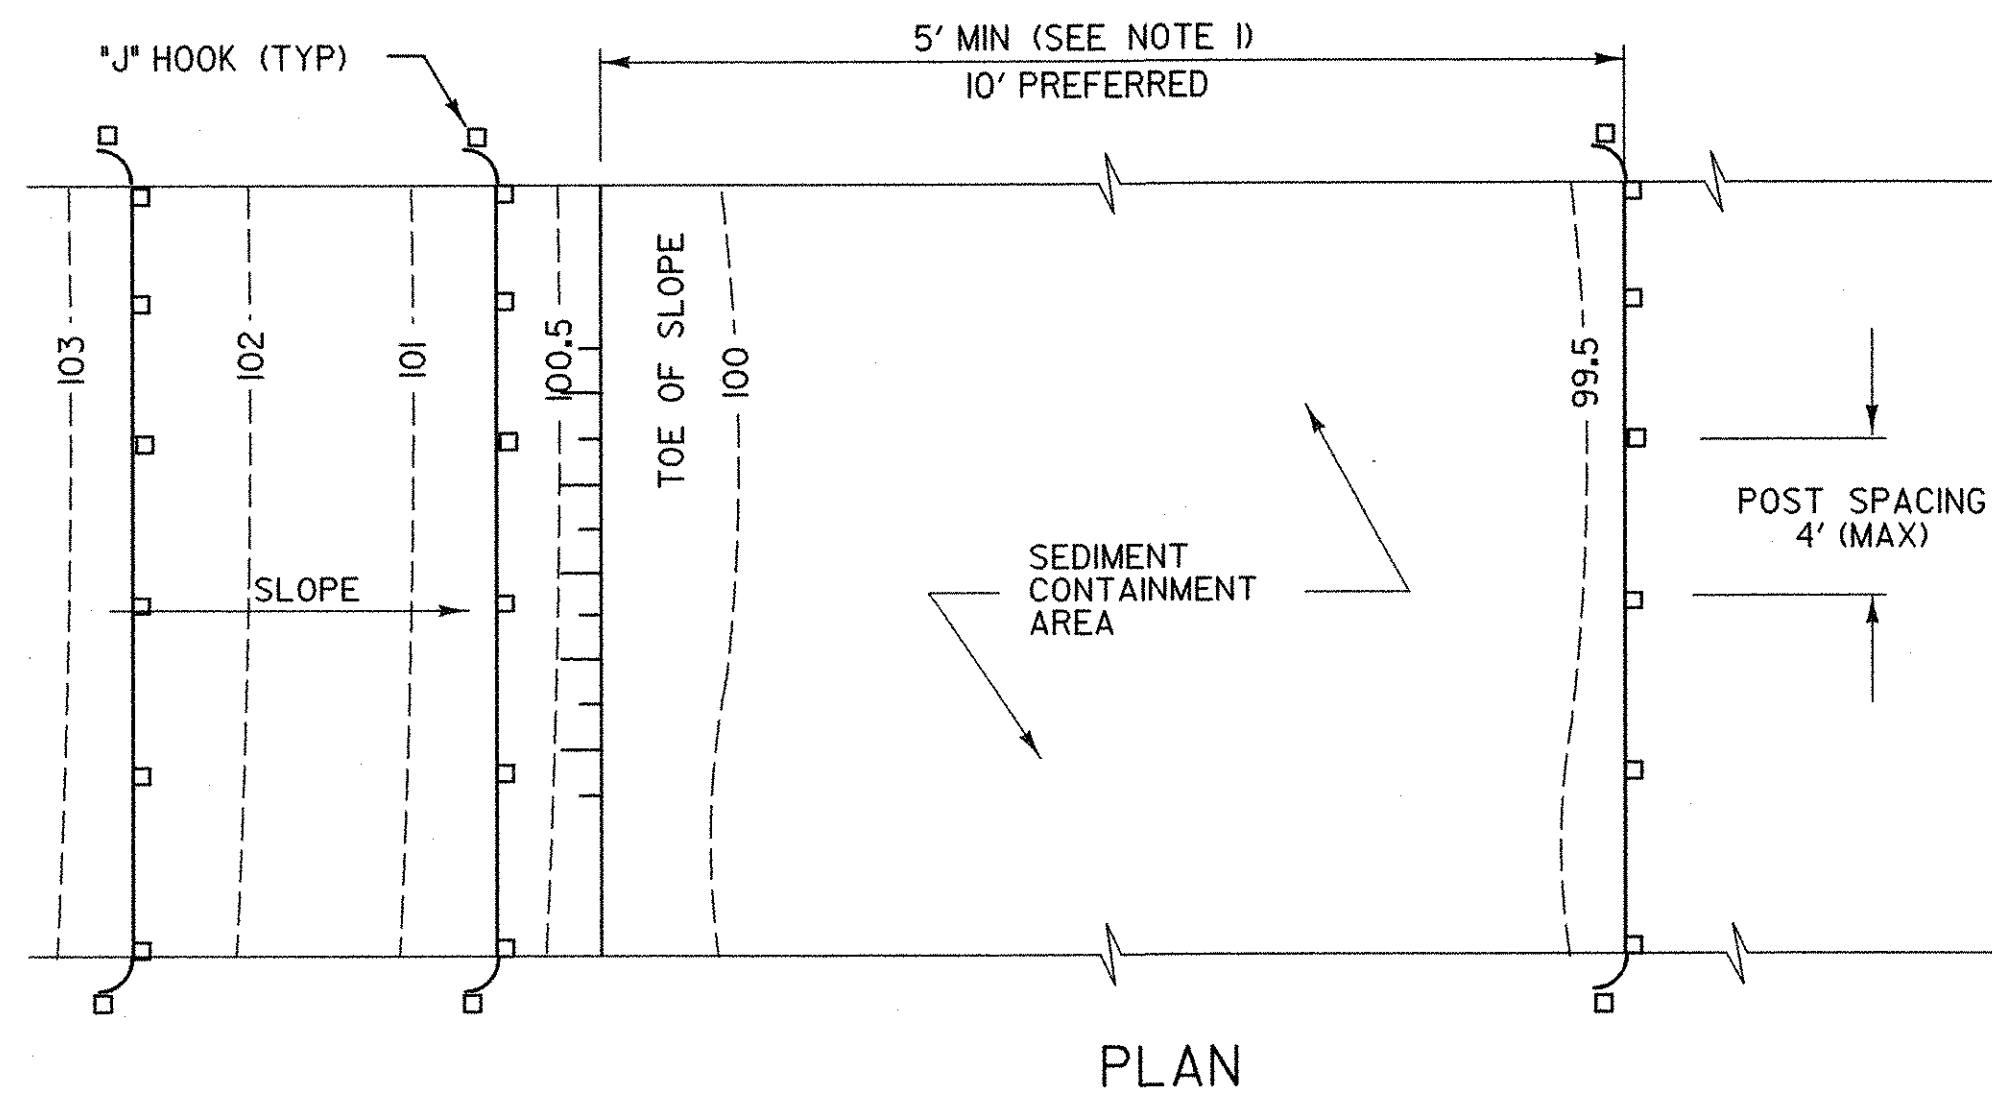 "J" HOOK (TYP)
5' MIN (SEE NOTE 1)
10' PREFERRED
103
102
101
100.5
TOE OF SLOPE
100
99.5
SLOPE
SEDIMENT
CONTAINMENT
AREA
POST SPACING
4' (MAX)
PLAN